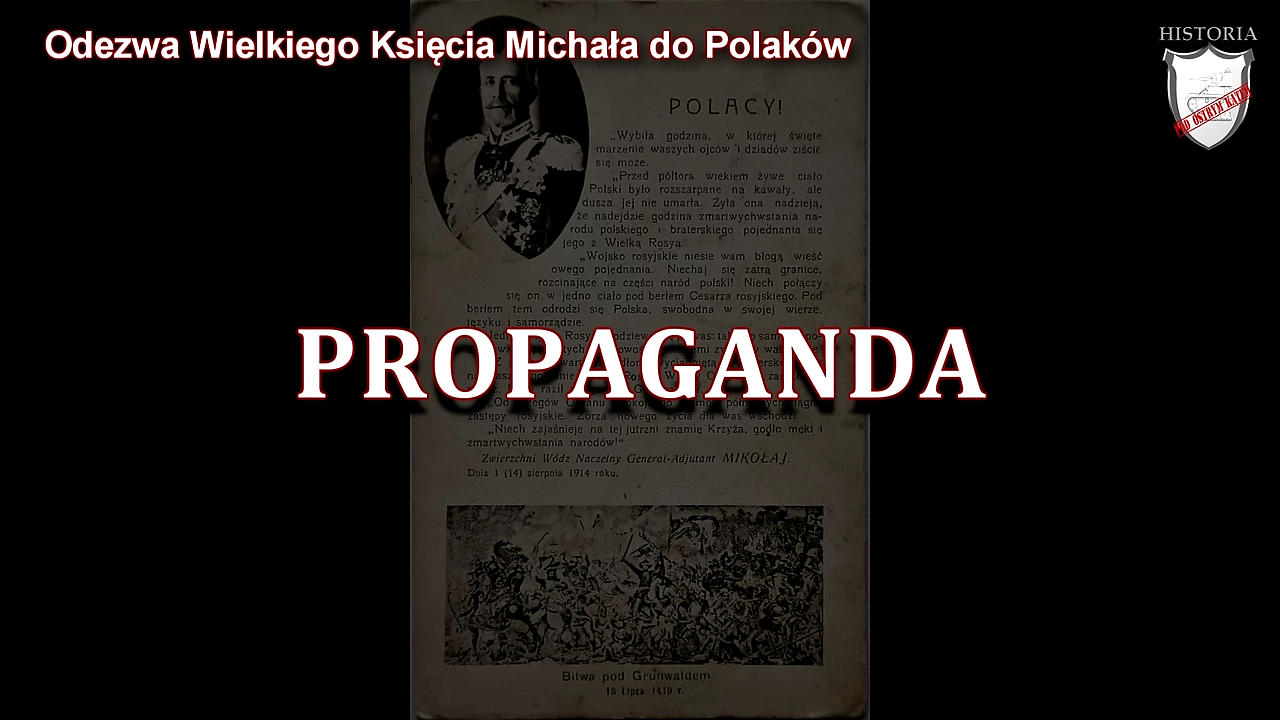 Odezwa Wielkiego Księcia Michała do Polaków
HISTORIA
POD OSTRYM KĄTEM
POLACY!
„Wybiła godzina, w której święte
marzenie waszych ojców i dziadów ziścić
się może.
„Przed półtora wiekiem żywe ciało
Polski było rozszarpane na kawały, ale
dusza jej nie umarła. Żyła ona nadzieją,
że nadejdzie godzina zmartwychwstania na-
rodu polskiego i braterskiego pojednania się
jego z Wielką Rosyą.
„Wojsko rosyjskie niesie wam błogą wieść
owego pojednania. Niechaj się zatrą granice,
rozcinające na części naród polski! Niech połączy
się on w jedno ciało pod berłem Cesarza rosyjskiego. Pod
berłem tem odrodzi się Polska, swobodna w swojej wierze,
języku i samorządzie.
PROPAGANDA
zastępy rosyjskie. Zorza nowego życia dla was wschodzi.
„Niech zajaśnieje na tej jutrzni znamię Krzyża, godło męki i
zmartwychwstania narodów!“
Zwierzchni Wódz Naczelny General-Adjutant MIKOŁAJ.
Dnia 1 (14) sierpnia 1914 roku.
Bitwa pod Grunwaldem.
15 Lipca 1410 r.